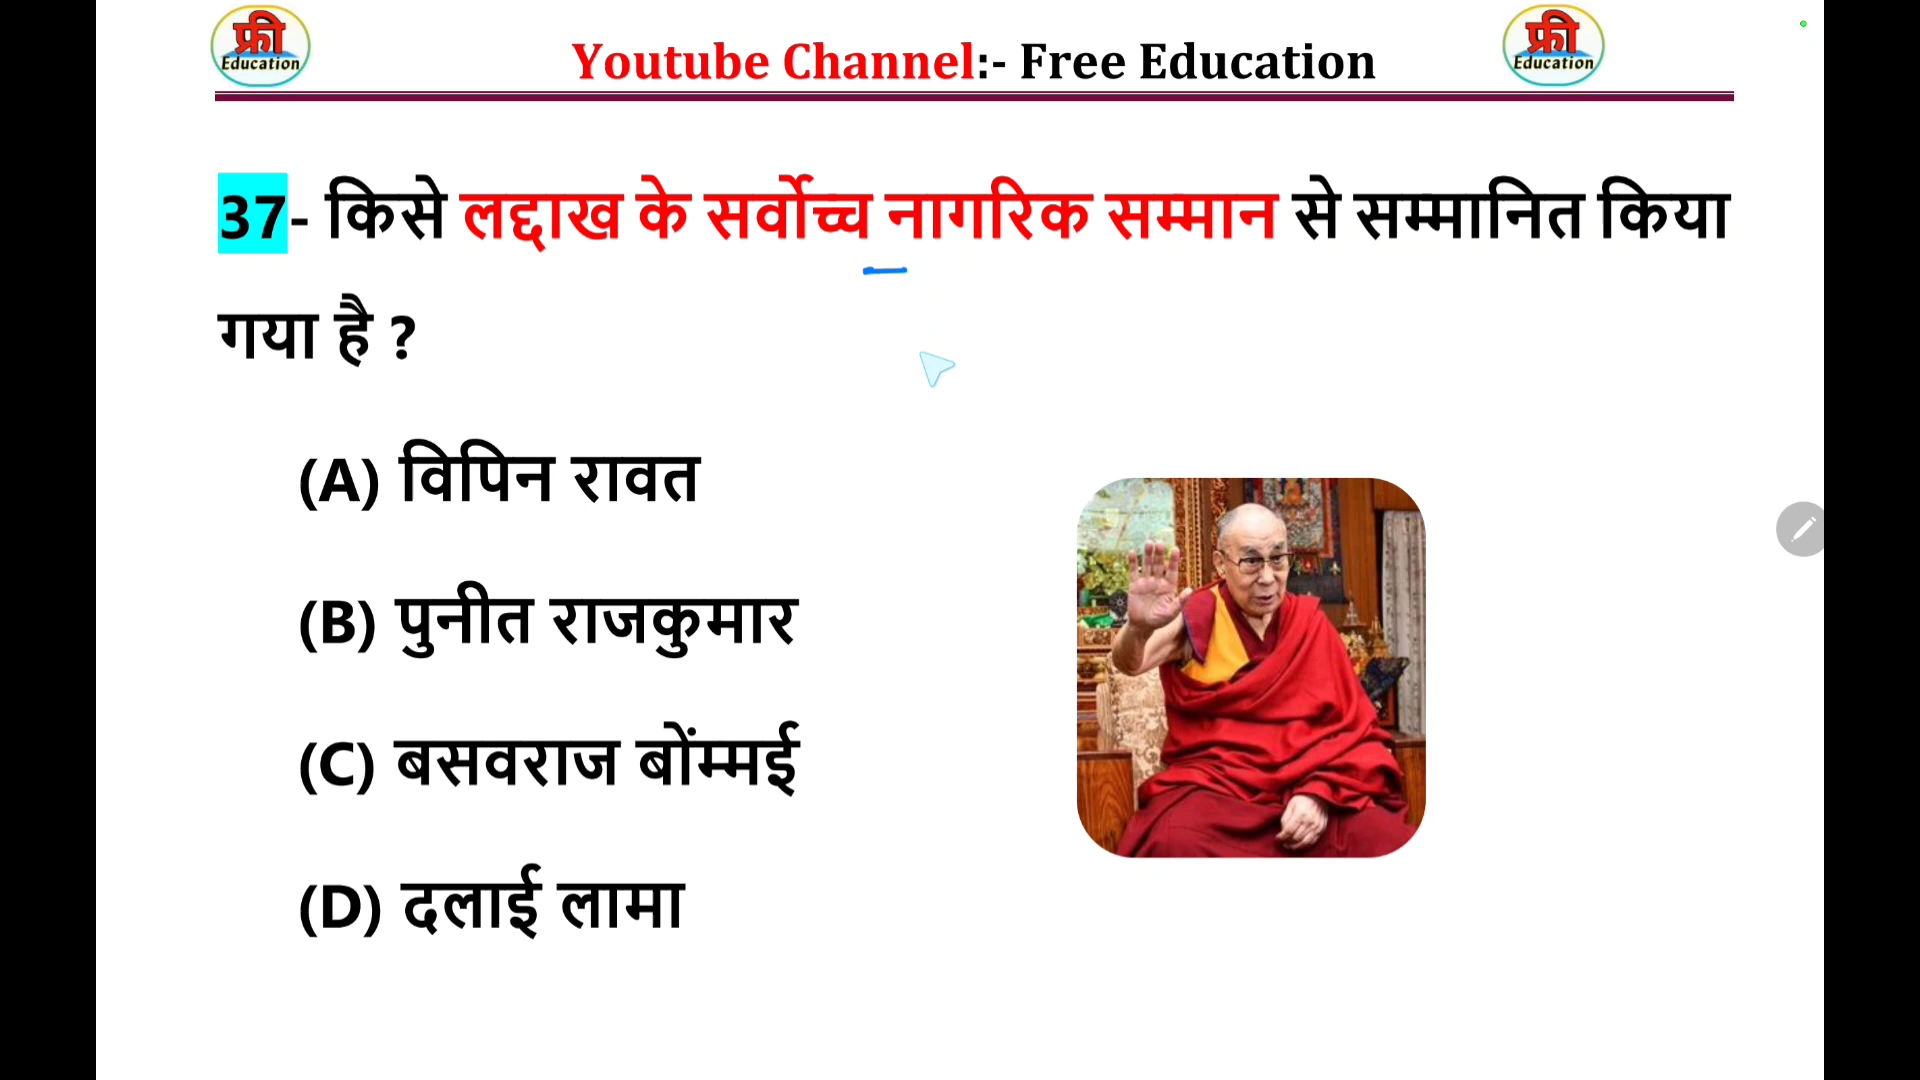 फ्री
Education
Youtube Channel:- Free Education
फ्री
Education
37- किसे लद्दाख के सर्वोच्च नागरिक सम्मान से सम्मानित किया
गया है ?
(A) विपिन रावत
(B) पुनीत राजकुमार
(C) बसवराज बोंम्मई
(D) दलाई लामा